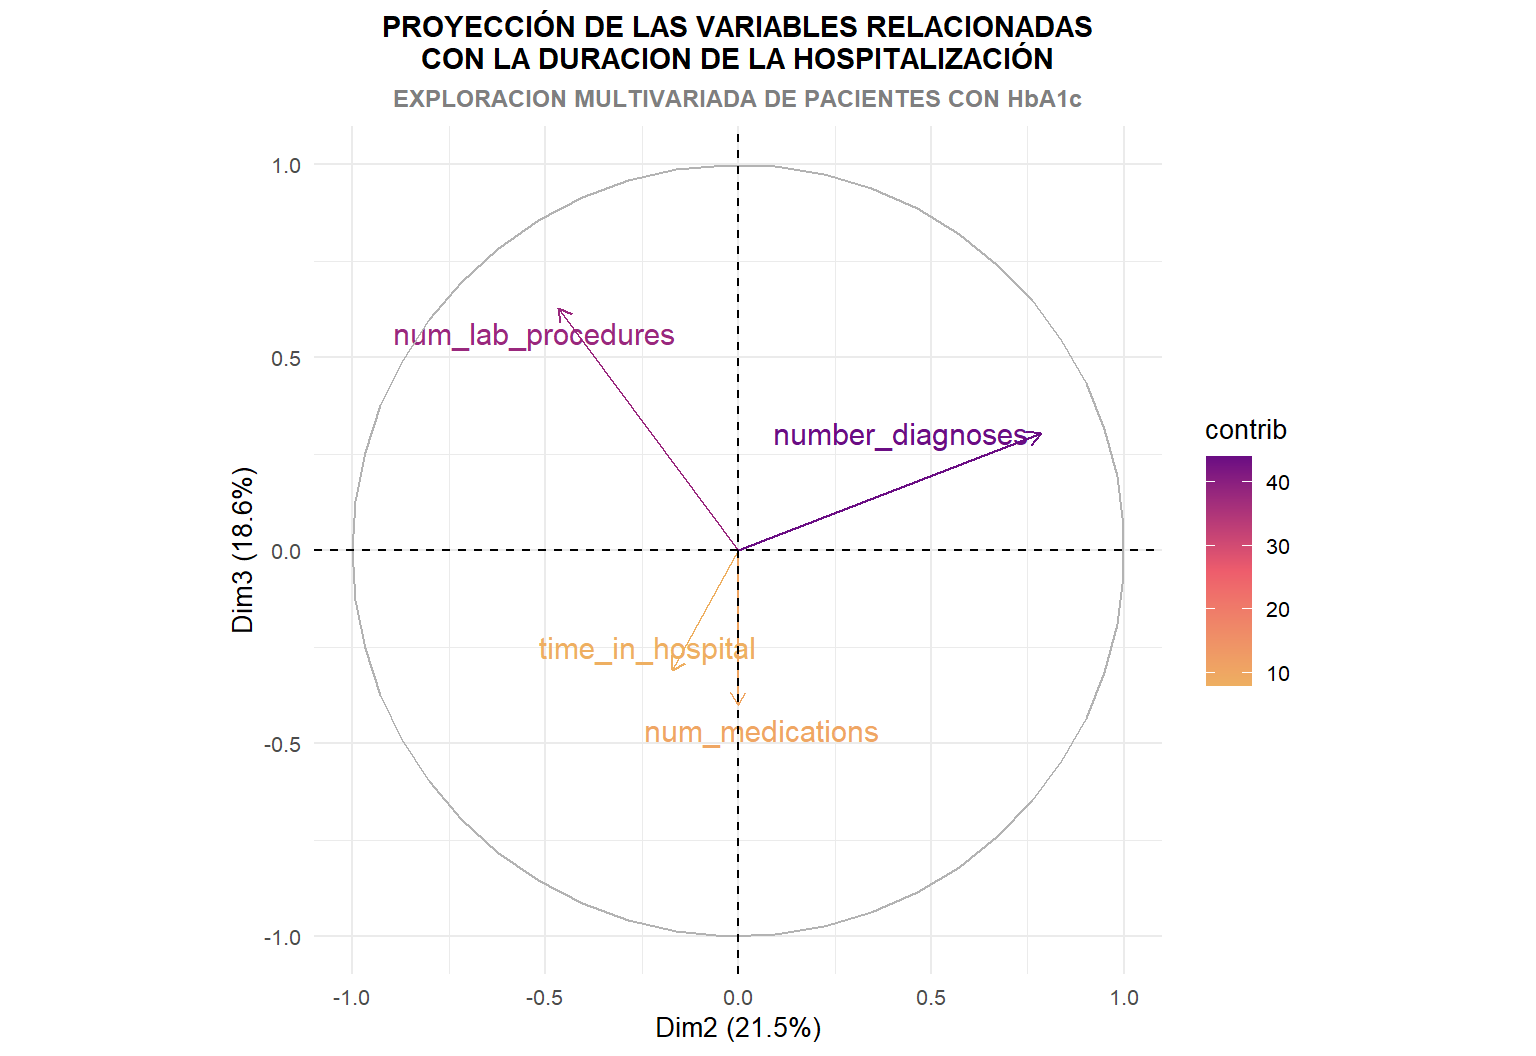 PROYECCIÓN DE LAS VARIABLES RELACIONADAS
CON LA DURACION DE LA HOSPITALIZACIÓN
EXPLORACION MULTIVARIADA DE PACIENTES CON HbA1c
1.0
0.5
0.0
-0.5
-1.0
Dim3 (18.6%)
num_lab_procedures
number_diagnoses
time_in_hospital
num_medications
-1.0
-0.5
0.0
0.5
1.0
Dim2 (21.5%)
contrib
40
30
20
10